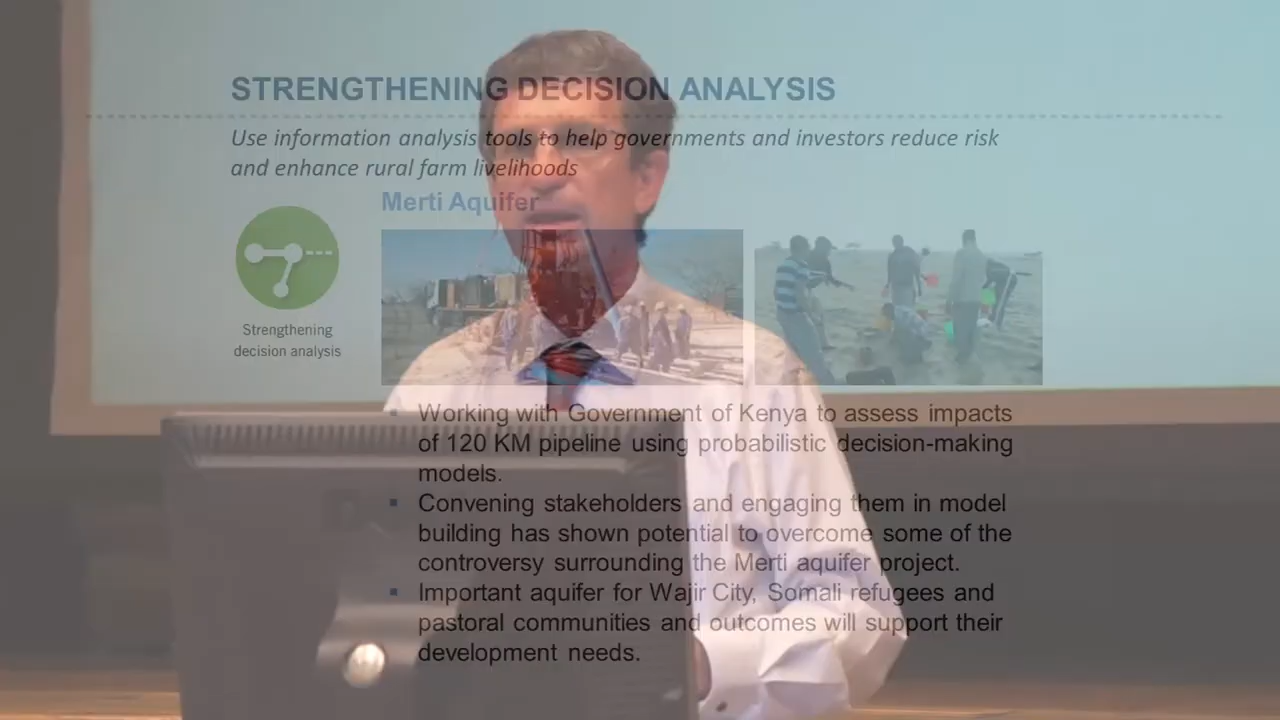 STRENGTHENING DECISION ANALYSIS
Use information analysis tools to help governments and investors reduce risk
and enhance rural farm livelihoods
Merti Aquifer
Strengthening
decision analysis
▪ Working with Government of Kenya to assess impacts
of 120 KM pipeline using probabilistic decision-making
models.
▪ Convening stakeholders and engaging them in model
building has shown potential to overcome some of the
controversy surrounding the Merti aquifer project.
▪ Important aquifer for Wajir City, Somali refugees and
pastoral communities and outcomes will support their
development needs.